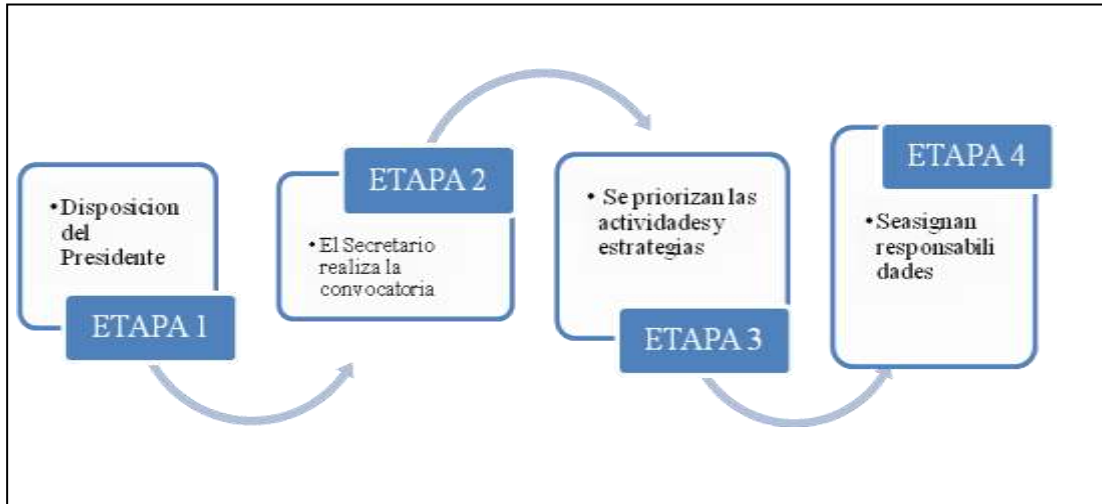 •Disposicion
del
Presidente
ETAPA 1
ETAPA 2
•El Secretario
realiza la
convocatoria
• Se priorizan las
actividades y
estrategias
ETAPA 3
ETAPA 4
•Seasignan
responsabili
dades